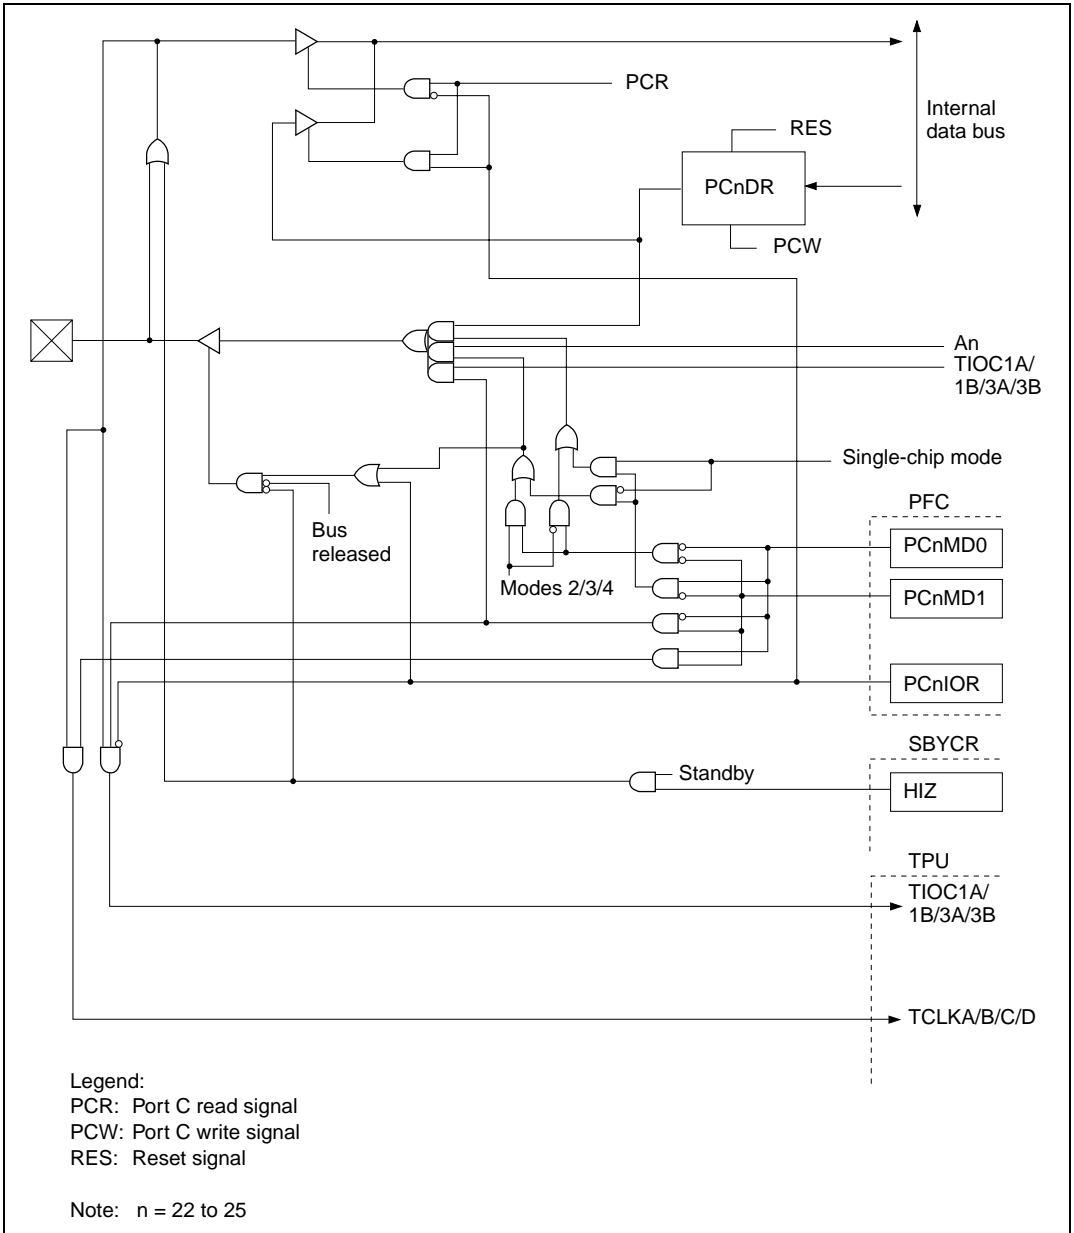 PCR
Internal
data bus
RES
PCnDR
PCW
An
TIOC1A/
1B/3A/3B
Single-chip mode
PFC
Bus
released
PCnMD0
Modes 2/3/4
PCnMD1
PCnIOR
SBYCR
Standby
HIZ
TPU
TIOC1A/
1B/3A/3B
TCLKA/B/C/D
Legend:
PCR: Port C read signal
PCW: Port C write signal
RES: Reset signal
Note: n = 22 to 25